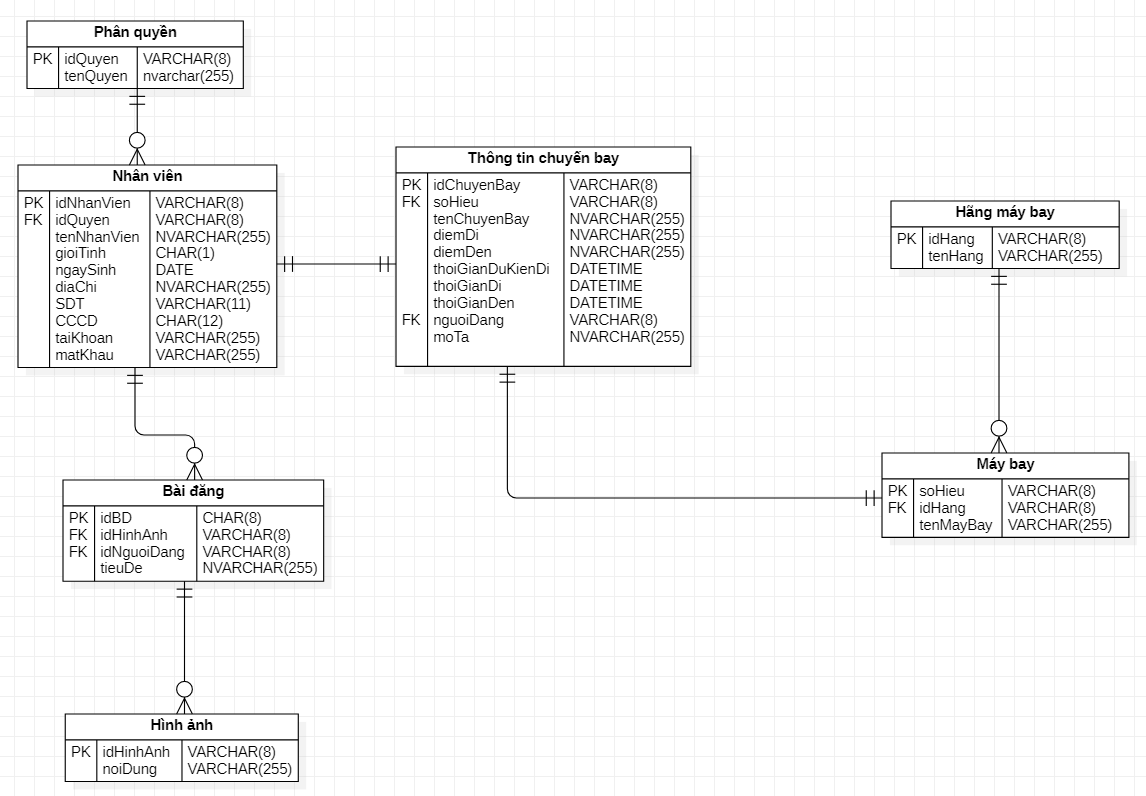 Phân quyền
PK idQuyen VARCHAR(8)
tenQuyen nvarchar(255)
Nhân viên
PK idNhanVien VARCHAR(8)
FK idQuyen VARCHAR(8)
tenNhanVien NVARCHAR(255)
gioiTinh CHAR(1)
ngaySinh DATE
diaChi NVARCHAR(255)
SDT VARCHAR(11)
CCCD CHAR(12)
taiKhoan VARCHAR(255)
matKhau VARCHAR(255)
Thông tin chuyến bay
PK idChuyenBay VARCHAR(8)
FK soHieu VARCHAR(8)
tenChuyenBay NVARCHAR(255)
diemDi NVARCHAR(255)
diemDen NVARCHAR(255)
thoiGianDuKienDi DATETIME
thoiGianDi DATETIME
thoiGianDen DATETIME
FK nguoiDang VARCHAR(8)
moTa NVARCHAR(255)
Hãng máy bay
PK idHang VARCHAR(8)
tenHang VARCHAR(255)
Máy bay
PK soHieu VARCHAR(8)
FK idHang VARCHAR(8)
tenMayBay VARCHAR(255)
Bài đăng
PK idBD CHAR(8)
FK idHinhAnh VARCHAR(8)
FK idNguoiDang VARCHAR(8)
tieuDe NVARCHAR(255)
Hình ảnh
PK idHinhAnh VARCHAR(8)
noiDung VARCHAR(255)